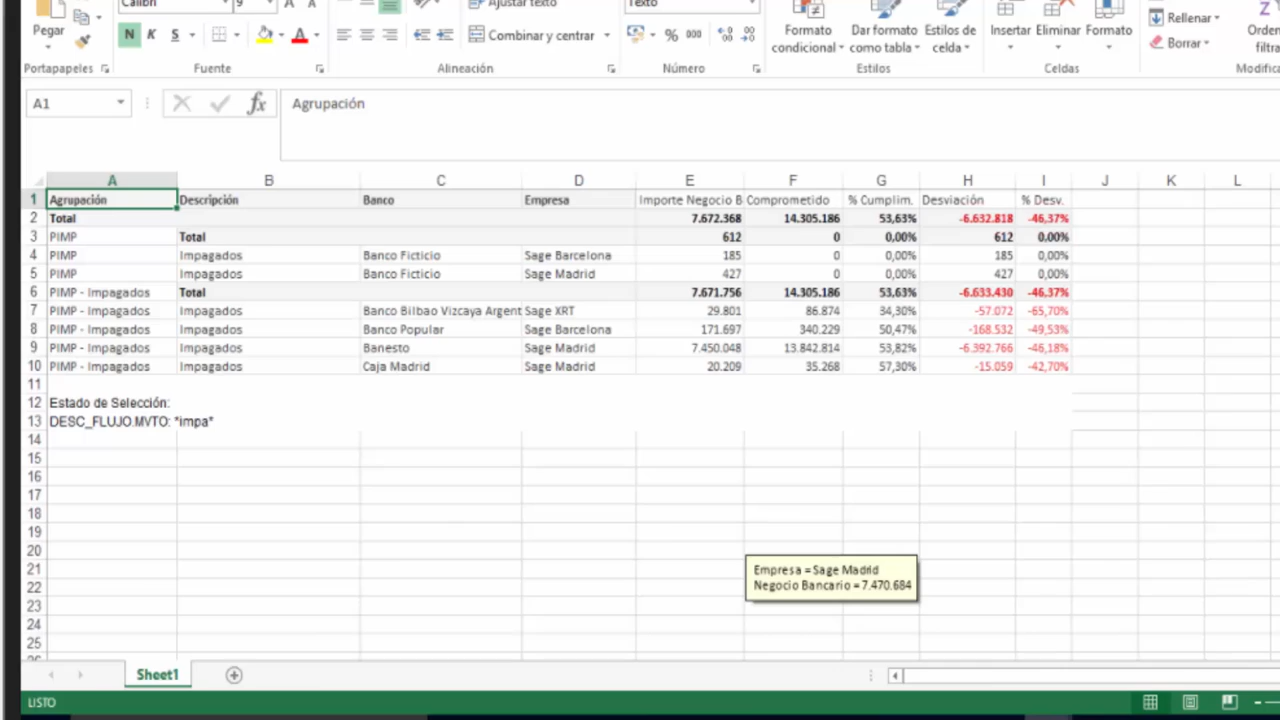 Calibri 9 A A Ajustar texto Texto
Pegar N K S A Combinar y centrar % 000 Formato condicional Dar formato como tabla Estilos de celda Insertar Eliminar Formato Rellenar Borrar
Portapapeles Fuente Alineación Número Estilos Celdas
A1 fx Agrupación
A B C D E F G H I J K L
1 Agrupación Descripción Banco Empresa Importe Negocio B Comprometido % Cumplim. Desviación % Desv.
2 Total 7.672.368 14.305.186 53,63% -6.632.818 -46,37%
3 PIMP Total 612 0 0,00% 612 0,00%
4 PIMP Impagados Banco Ficticio Sage Barcelona 185 0 0,00% 185 0,00%
5 PIMP Impagados Banco Ficticio Sage Madrid 427 0 0,00% 427 0,00%
6 PIMP - Impagados Total 7.671.756 14.305.186 53,63% -6.633.430 -46,37%
7 PIMP - Impagados Impagados Banco Bilbao Vizcaya Argent Sage XRT 29.801 86.874 34,30% -57.072 -65,70%
8 PIMP - Impagados Impagados Banco Popular Sage Barcelona 171.697 340.229 50,47% -168.532 -49,53%
9 PIMP - Impagados Impagados Banesto Sage Madrid 7.450.048 13.842.814 53,82% -6.392.766 -46,18%
10 PIMP - Impagados Impagados Caja Madrid Sage Madrid 20.209 35.268 57,30% -15.059 -42,70%
11
12 Estado de Selección:
13 DESC_FLUJO.MVTO: *impa*
14
15
16
17
18
19
20
21 Empresa = Sage Madrid
22 Negocio Bancario = 7.470.684
23
24
25
Sheet1
LISTO